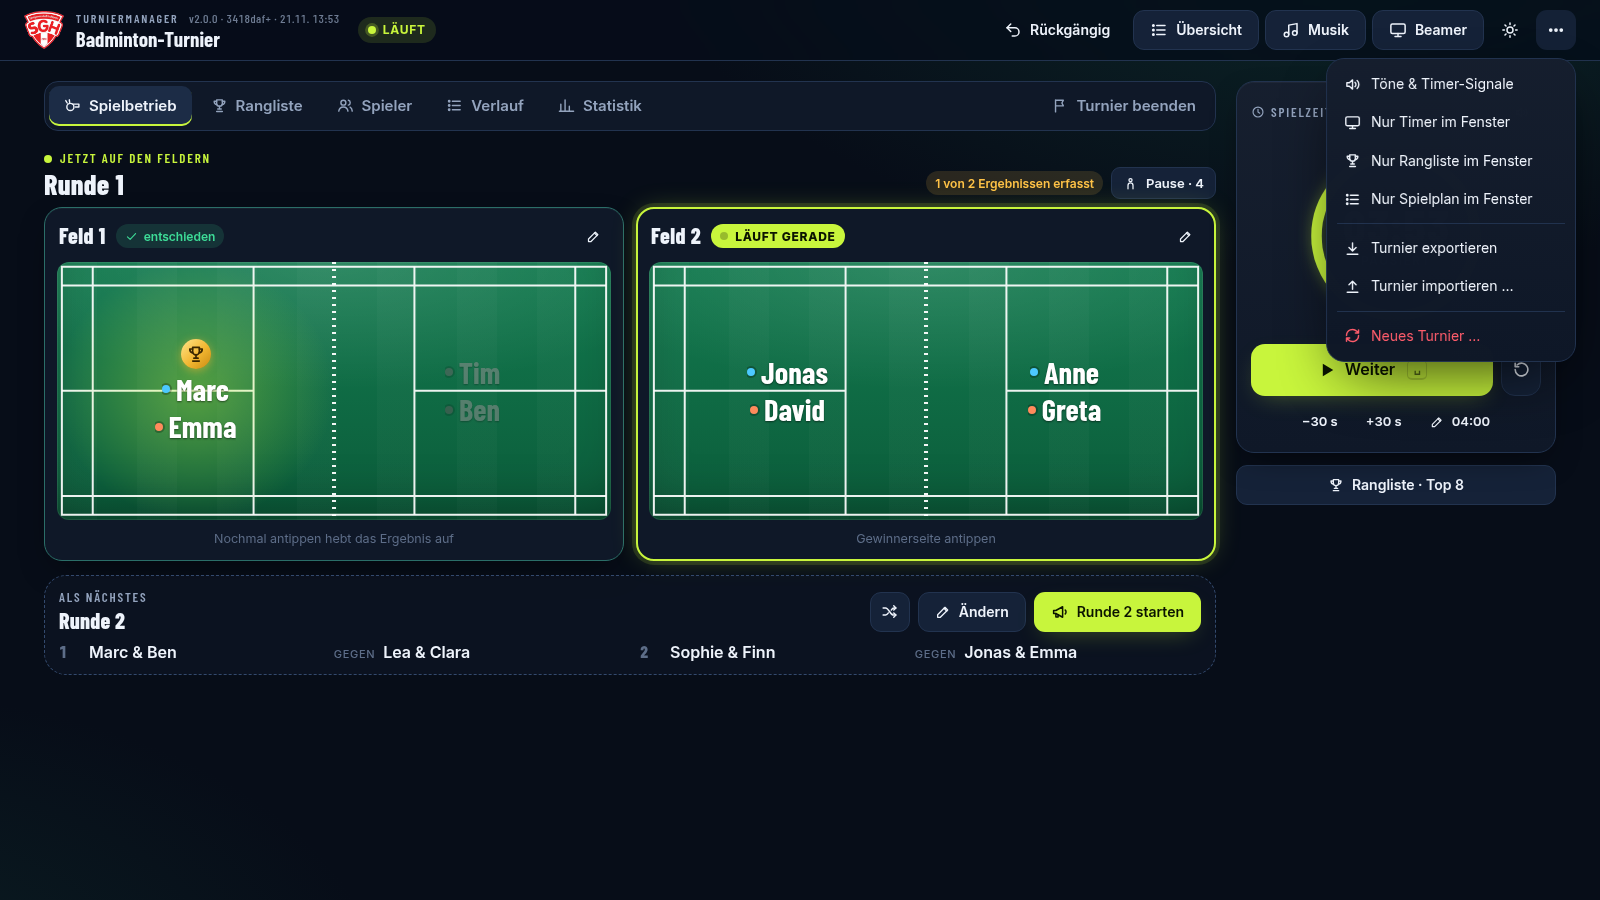 SGH
TURNIERMANAGER v2.0.0 · 3418daf+ · 21.11. 13:53
Badminton-Turnier
LÄUFT
Rückgängig
Übersicht
Musik
Beamer
Töne & Timer-Signale
Nur Timer im Fenster
Nur Rangliste im Fenster
Nur Spielplan im Fenster
Turnier exportieren
Turnier importieren ...
Neues Turnier ...
Spielbetrieb
Rangliste
Spieler
Verlauf
Statistik
Turnier beenden
JETZT AUF DEN FELDERN
Runde 1
1 von 2 Ergebnissen erfasst
Pause · 4
Feld 1
entschieden
Marc
Emma
Tim
Ben
Nochmal antippen hebt das Ergebnis auf
Feld 2
LÄUFT GERADE
Jonas
David
Anne
Greta
Gewinnerseite antippen
ALS NÄCHSTES
Runde 2
Ändern
Runde 2 starten
1 Marc & Ben GEGEN Lea & Clara
2 Sophie & Finn GEGEN Jonas & Emma
Weiter
−30 s
+30 s
04:00
Rangliste · Top 8